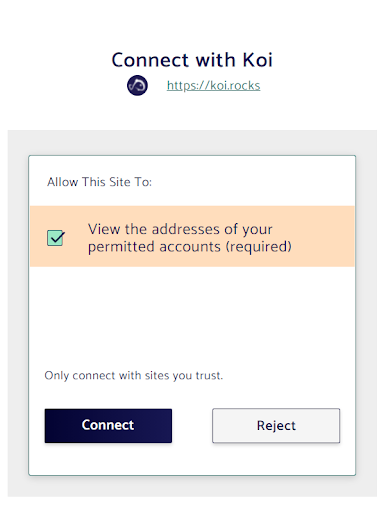 Connect with Koi
https://koi.rocks
Allow This Site To:
View the addresses of your
permitted accounts (required)
Only connect with sites you trust.
Connect
Reject